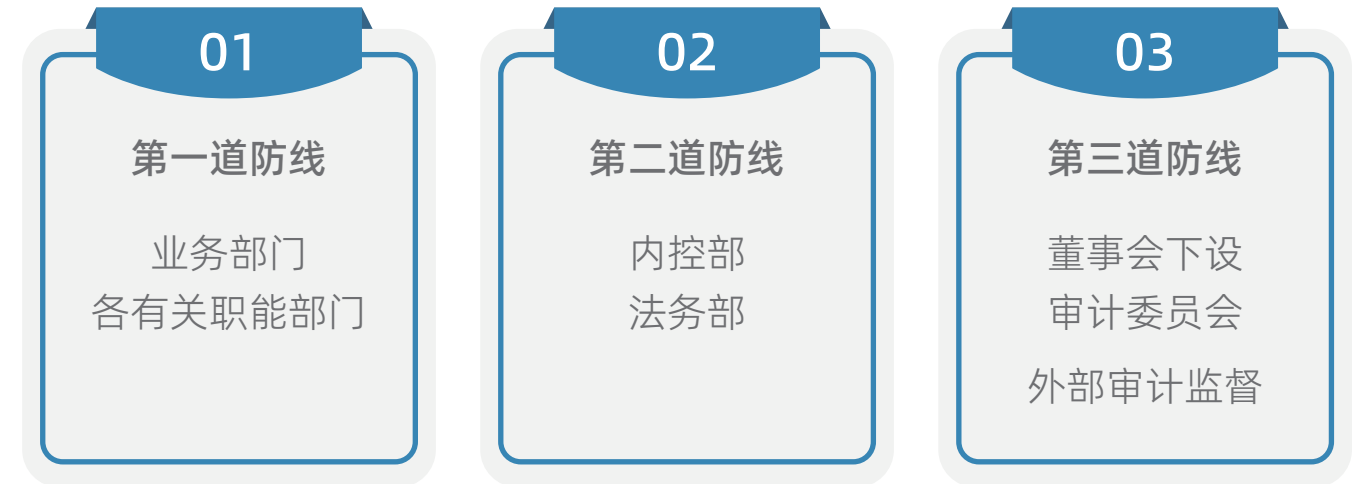 01
第一道防线
业务部门
各有关职能部门
02
第二道防线
内控部
法务部
03
第三道防线
董事会下设
审计委员会
外部审计监督